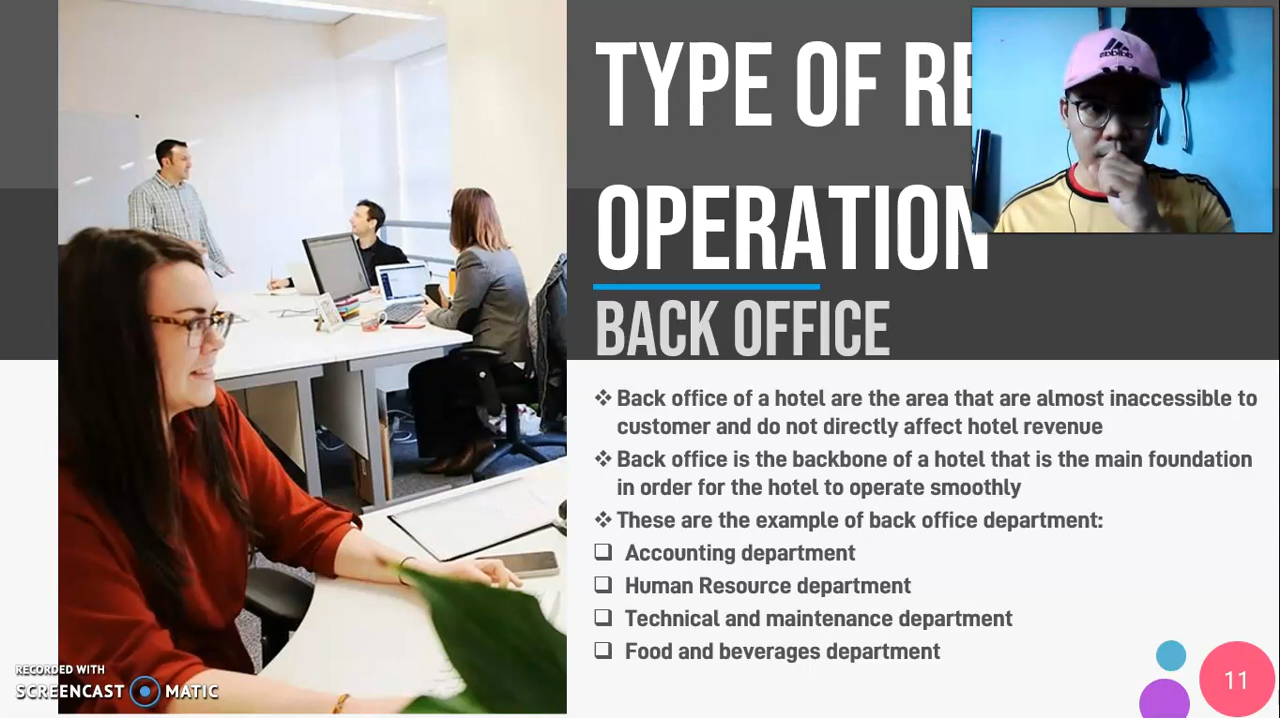 TYPE OF RE
OPERATION
BACK OFFICE
❖ Back office of a hotel are the area that are almost inaccessible to
customer and do not directly affect hotel revenue
❖ Back office is the backbone of a hotel that is the main foundation
in order for the hotel to operate smoothly
❖ These are the example of back office department:
❑ Accounting department
❑ Human Resource department
❑ Technical and maintenance department
❑ Food and beverages department
RECORDED WITH
SCREENCAST MATIC
11